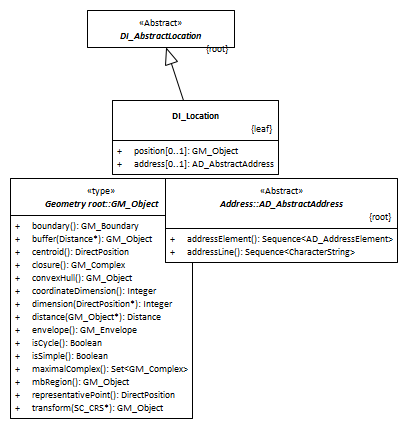 «Abstract»
DI_AbstractLocation
{root}
DI_Location
{leaf}
+ position[0..1]: GM_Object
+ address[0..1]: AD_AbstractAddress
«type»
Geometry root::GM_Object
+ boundary(): GM_Boundary
+ buffer(Distance*): GM_Object
+ centroid(): DirectPosition
+ closure(): GM_Complex
+ convexHull(): GM_Object
+ coordinateDimension(): Integer
+ dimension(DirectPosition*): Integer
+ distance(GM_Object*): Distance
+ envelope(): GM_Envelope
+ isCycle(): Boolean
+ isSimple(): Boolean
+ maximalComplex(): Set<GM_Complex>
+ mbRegion(): GM_Object
+ representativePoint(): DirectPosition
+ transform(SC_CRS*): GM_Object
«Abstract»
Address::AD_AbstractAddress
{root}
+ addressElement(): Sequence<AD_AddressElement>
+ addressLine(): Sequence<CharacterString>